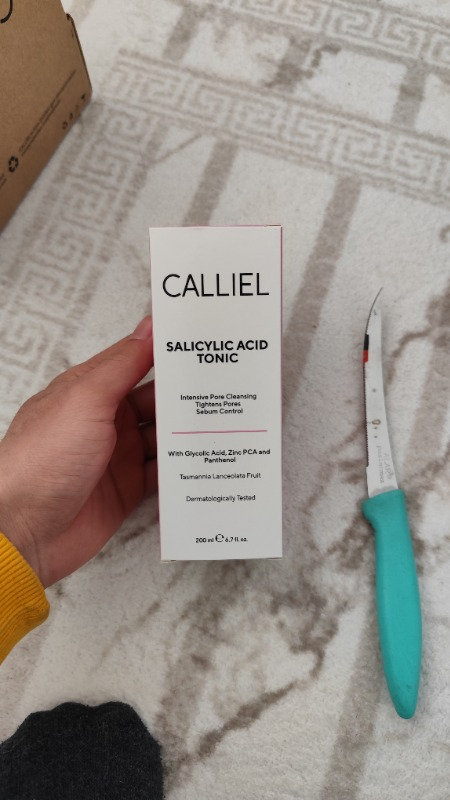 CALLIEL
SALICYLIC ACID
TONIC
Intensive Pore Cleansing
Tightens Pores
Sebum Control
With Glycolic Acid, Zinc PCA and
Panthenol
Tasmannia Lanceolata Fruit
Dermatologically Tested
200 ml ℮ 6.7 fl. oz.